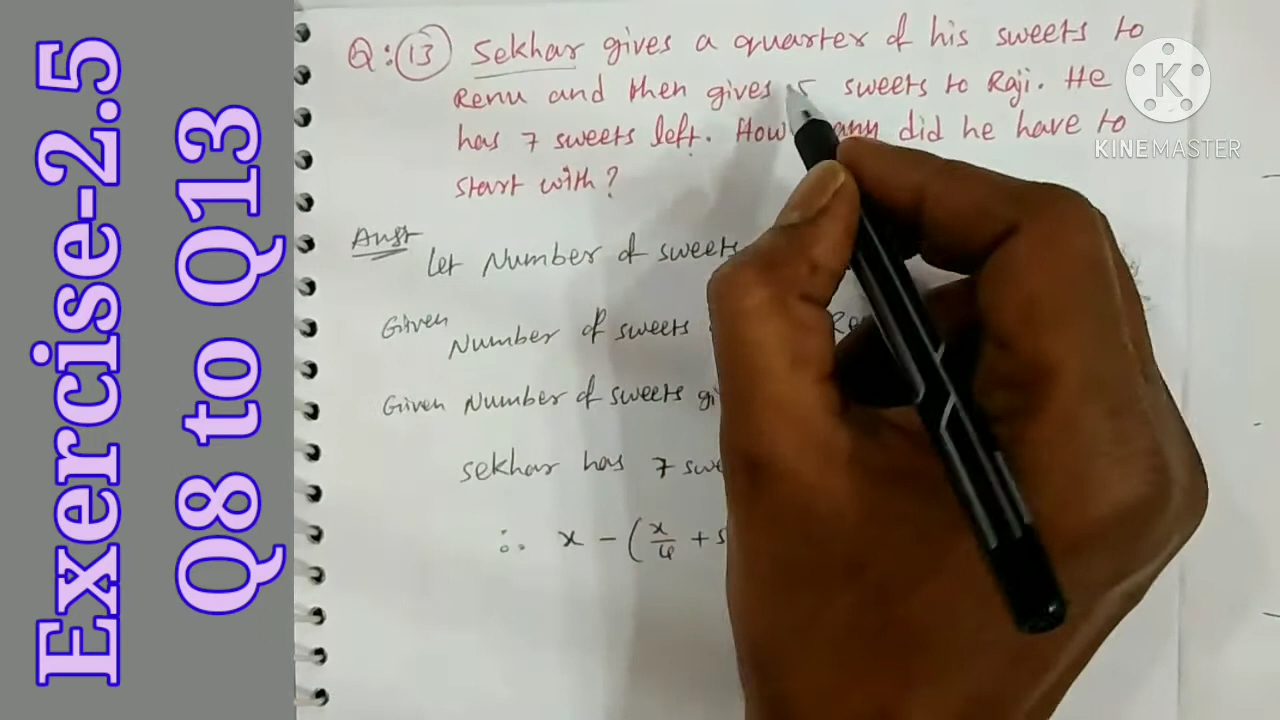 Exercise-2.5
Q8 to Q13
Q:13 Sekhar gives a quarter of his sweets to
Renu and then gives 5 sweets to Raji. He
has 7 sweets left. How any did he have to
start with?
Let Number of sweets
Given
Number of sweets
Given Number of sweets gi
sekhar has 7 swe
∴ x - (x/4 + 5
K
KINEMASTER